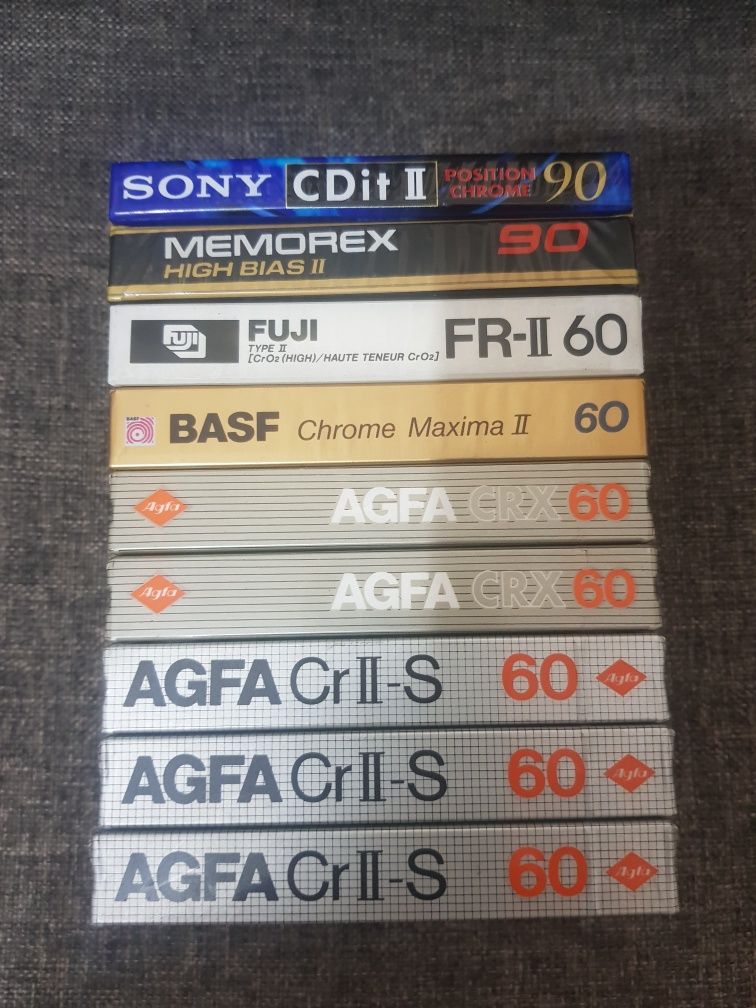 SONY CDit II POSITION CHROME 90
MEMOREX 90
HIGH BIAS II
FUJI FUJI FR-II 60
TYPE II
[CrO2 (HIGH)/HAUTE TENEUR CrO2]
BASF BASF Chrome Maxima II 60
Agfa AGFA CRX 60
Agfa AGFA CRX 60
AGFA Cr II-S 60 Agfa
AGFA Cr II-S 60 Agfa
AGFA Cr II-S 60 Agfa